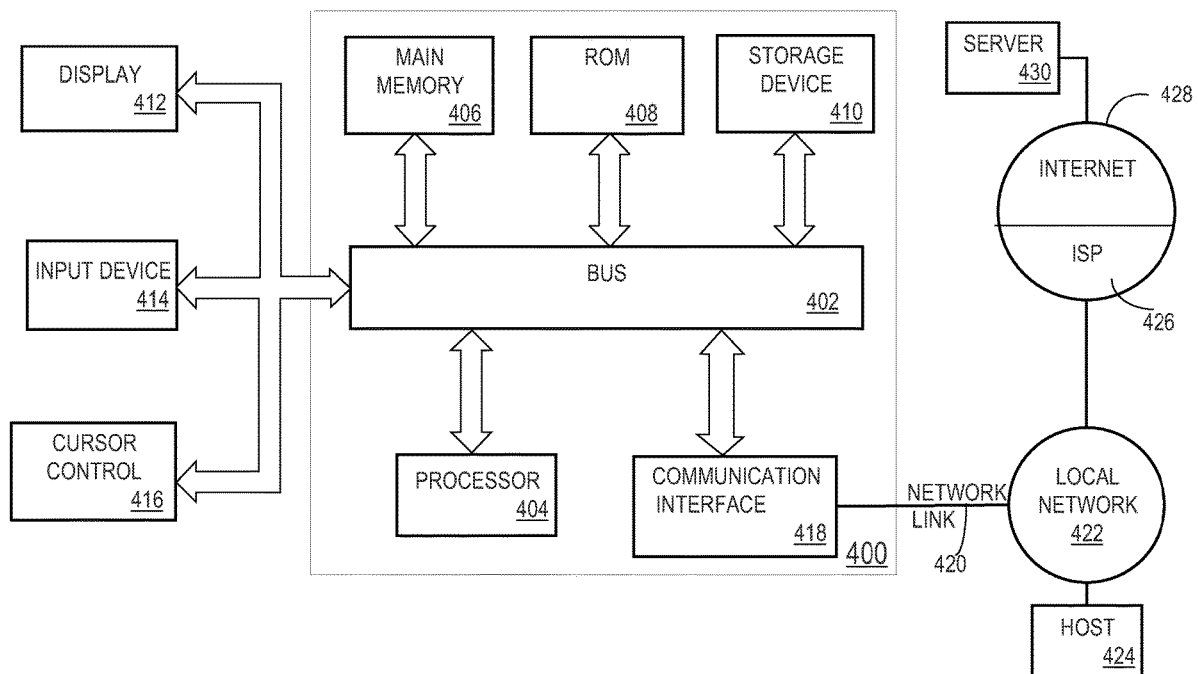 DISPLAY
412
INPUT DEVICE
414
CURSOR
CONTROL
416
MAIN
MEMORY
406
ROM
408
STORAGE
DEVICE
410
BUS
402
PROCESSOR
404
COMMUNICATION
INTERFACE
418
400
NETWORK
LINK
420
SERVER
430
428
INTERNET
ISP
426
LOCAL
NETWORK
422
HOST
424